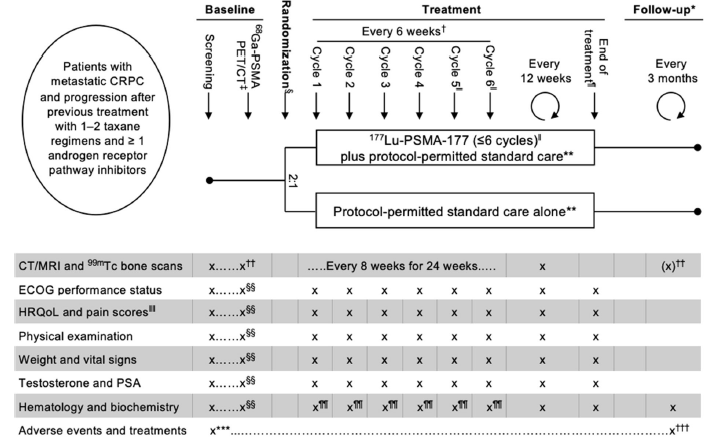 Baseline
Treatment
Follow-up*
Screening
⁶⁸Ga-PSMA
PET/CT‡
Randomization§
Every 6 weeks†
Cycle 1
Cycle 2
Cycle 3
Cycle 4
Cycle 5‖
Cycle 6‖
Every
12 weeks
End of
treatment¶
Every
3 months
Patients with
metastatic CRPC
and progression after
previous treatment
with 1–2 taxane
regimens and ≥ 1
androgen receptor
pathway inhibitors
2:1
¹⁷⁷Lu-PSMA-177 (≤6 cycles)‖
plus protocol-permitted standard care**
Protocol-permitted standard care alone**
CT/MRI and ⁹⁹ᵐTc bone scans x......x†† .....Every 8 weeks for 24 weeks..... x (x)††
ECOG performance status x......x§§ x x x x x x x x
HRQoL and pain scores‖‖ x......x§§ x x x x x x x x
Physical examination x......x§§ x x x x x x x x
Weight and vital signs x......x§§ x x x x x x x x
Testosterone and PSA x......x§§ x x x x x x x x
Hematology and biochemistry x......x§§ x¶¶ x¶¶ x¶¶ x¶¶ x¶¶ x¶¶ x x x
Adverse events and treatments x***..........x†††